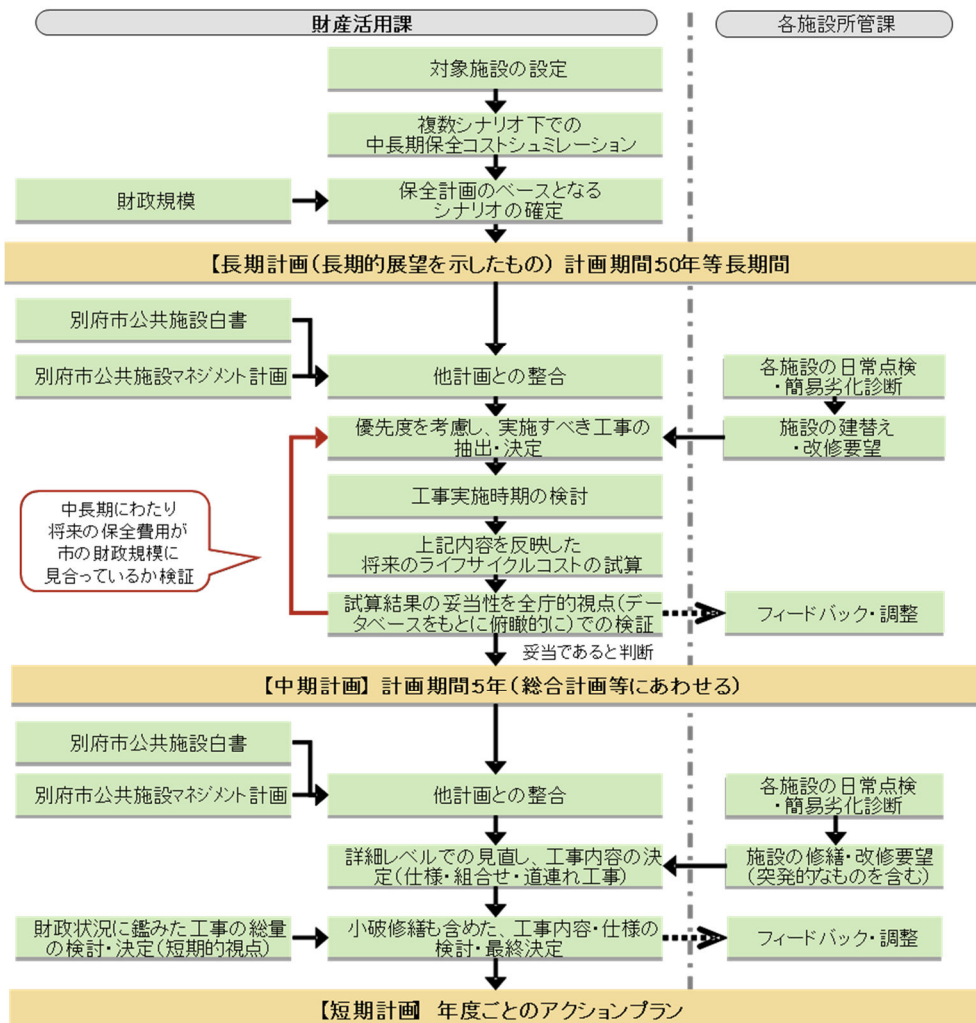 財産活用課
各施設所管課
対象施設の設定
複数シナリオ下での
中長期保全コストシュミレーション
財政規模
保全計画のベースとなる
シナリオの確定
【長期計画(長期的展望を示したもの) 計画期間:50年等長期間
別府市公共施設白書
別府市公共施設マネジメント計画
他計画との整合
各施設の日常点検
・簡易劣化診断
優先度を考慮し、実施すべき工事の
抽出・決定
施設の建替え
・改修要望
工事実施時期の検討
中長期にわたり
将来の保全費用が
市の財政規模に
見合っているか検証
上記内容を反映した
将来のライフサイクルコストの試算
試算結果の妥当性を全庁的視点(デー
タベースをもとに俯瞰的に)での検証
フィードバック・調整
妥当であると判断
【中期計画】 計画期間:5年(総合計画等にあわせる)
別府市公共施設白書
別府市公共施設マネジメント計画
他計画との整合
各施設の日常点検
・簡易劣化診断
詳細レベルでの見直し、工事内容の決
定(仕様・組合せ・道連れ工事)
施設の修繕・改修要望
(突発的なものを含む)
財政状況に鑑みた工事の総量
の検討・決定(短期的視点)
小破修繕も含めた、工事内容・仕様の
検討・最終決定
フィードバック・調整
【短期計画】 年度ごとのアクションプラン